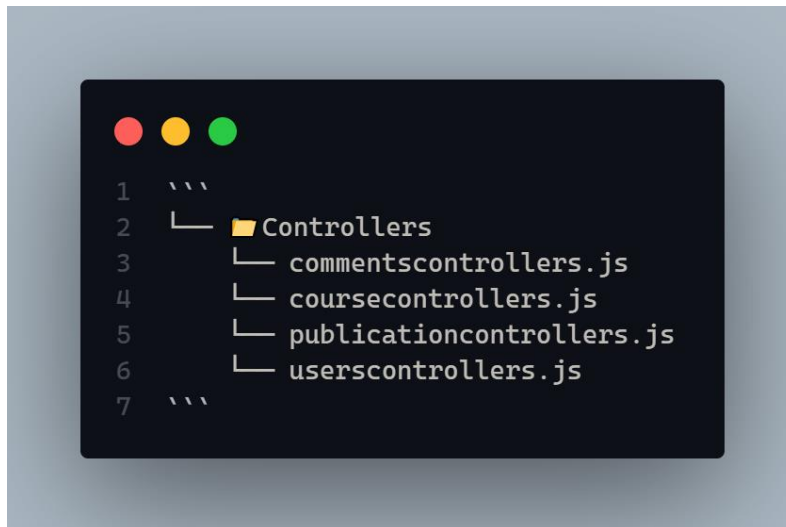 1 ```
2 └── 📂Controllers
3 └── commentscontrollers.js
4 └── coursecontrollers.js
5 └── publicationcontrollers.js
6 └── userscontrollers.js
7 ```